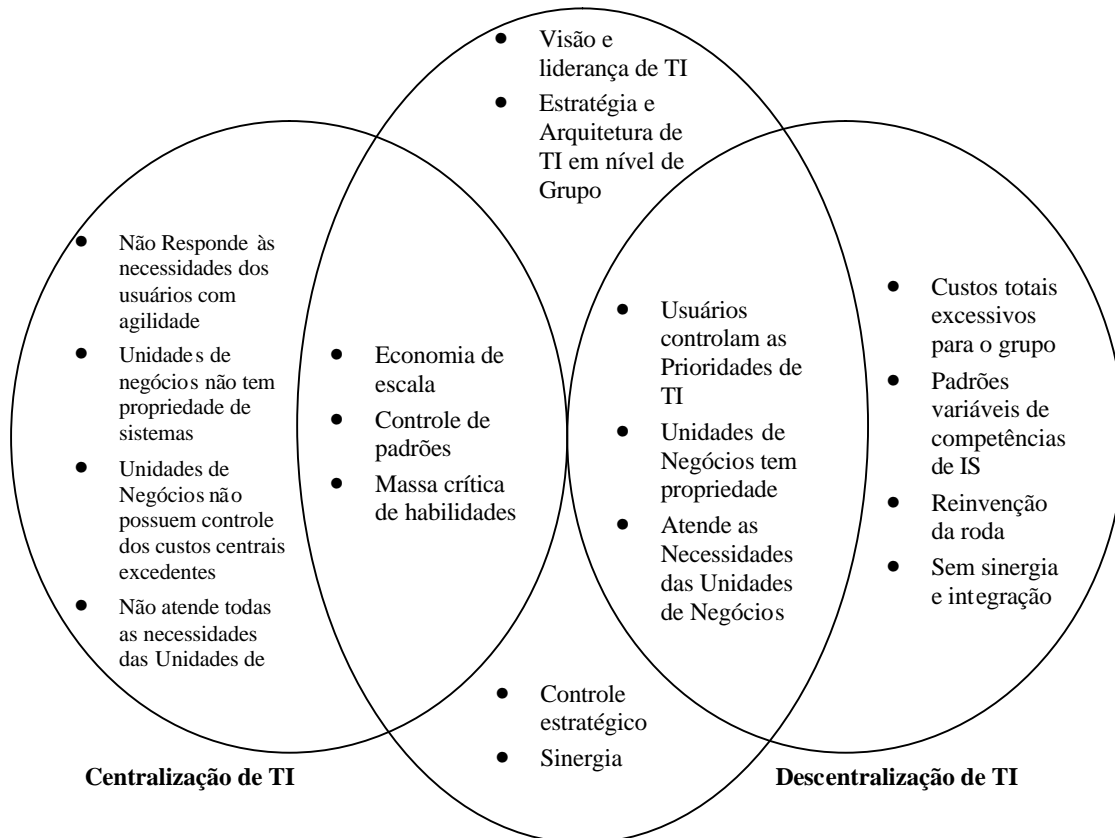 • Visão e
liderança de TI
• Estratégia e
Arquitetura de
TI em nível de
Grupo
• Não Responde às
necessidades dos
usuários com
agilidade
• Unidades de
negócios não tem
propriedade de
sistemas
• Unidades de
Negócios não
possuem controle
dos custos centrais
excedentes
• Não atende todas
as necessidades
das Unidades de
• Economia de
escala
• Controle de
padrões
• Massa crítica
de habilidades
• Usuários
controlam as
Prioridades de
TI
• Unidades de
Negócios tem
propriedade
• Atende as
Necessidades
das Unidades
de Negócios
• Custos totais
excessivos
para o grupo
• Padrões
variáveis de
competências
de IS
• Reinvenção
da roda
• Sem sinergia
e integração
• Controle
estratégico
• Sinergia
Centralização de TI
Descentralização de TI